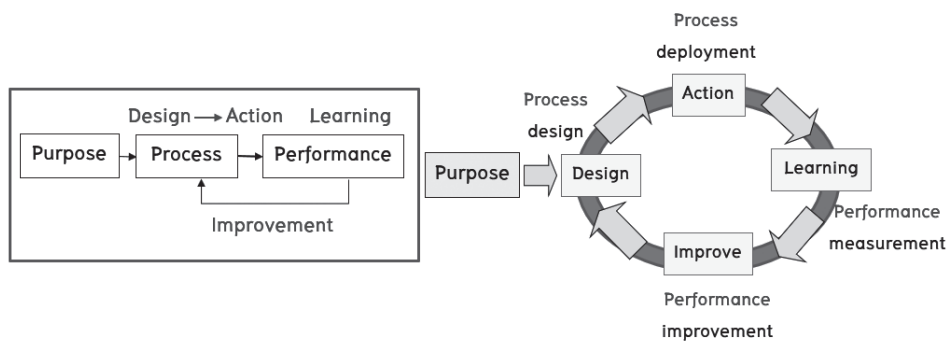 Design → Action Learning
Purpose Process Performance
Improvement
Process
deployment
Action
Process
design
Purpose
Design
Learning
Performance
measurement
Improve
Performance
improvement